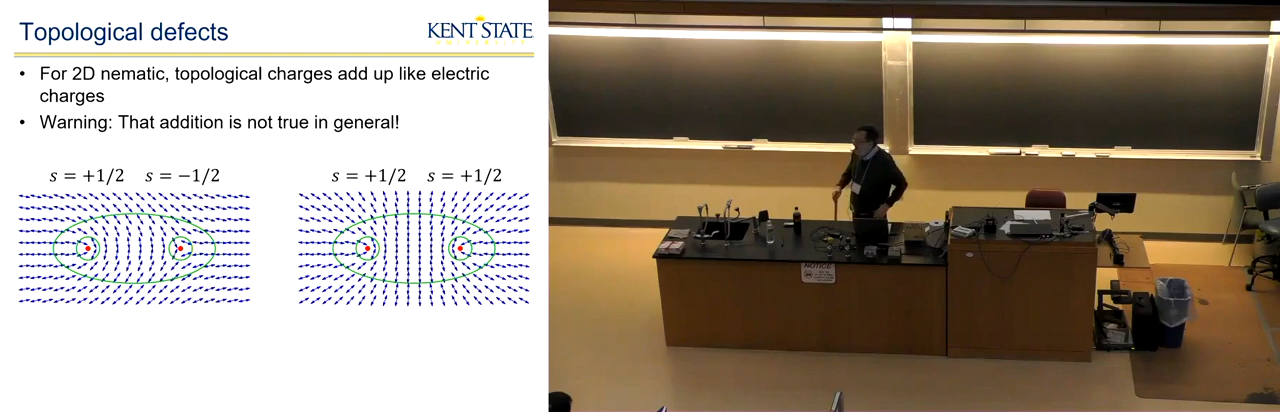 Topological defects
KENT STATE
UNIVERSITY
• For 2D nematic, topological charges add up like electric
charges
• Warning: That addition is not true in general!
s = +1/2 s = −1/2
s = +1/2 s = +1/2
NOTICE